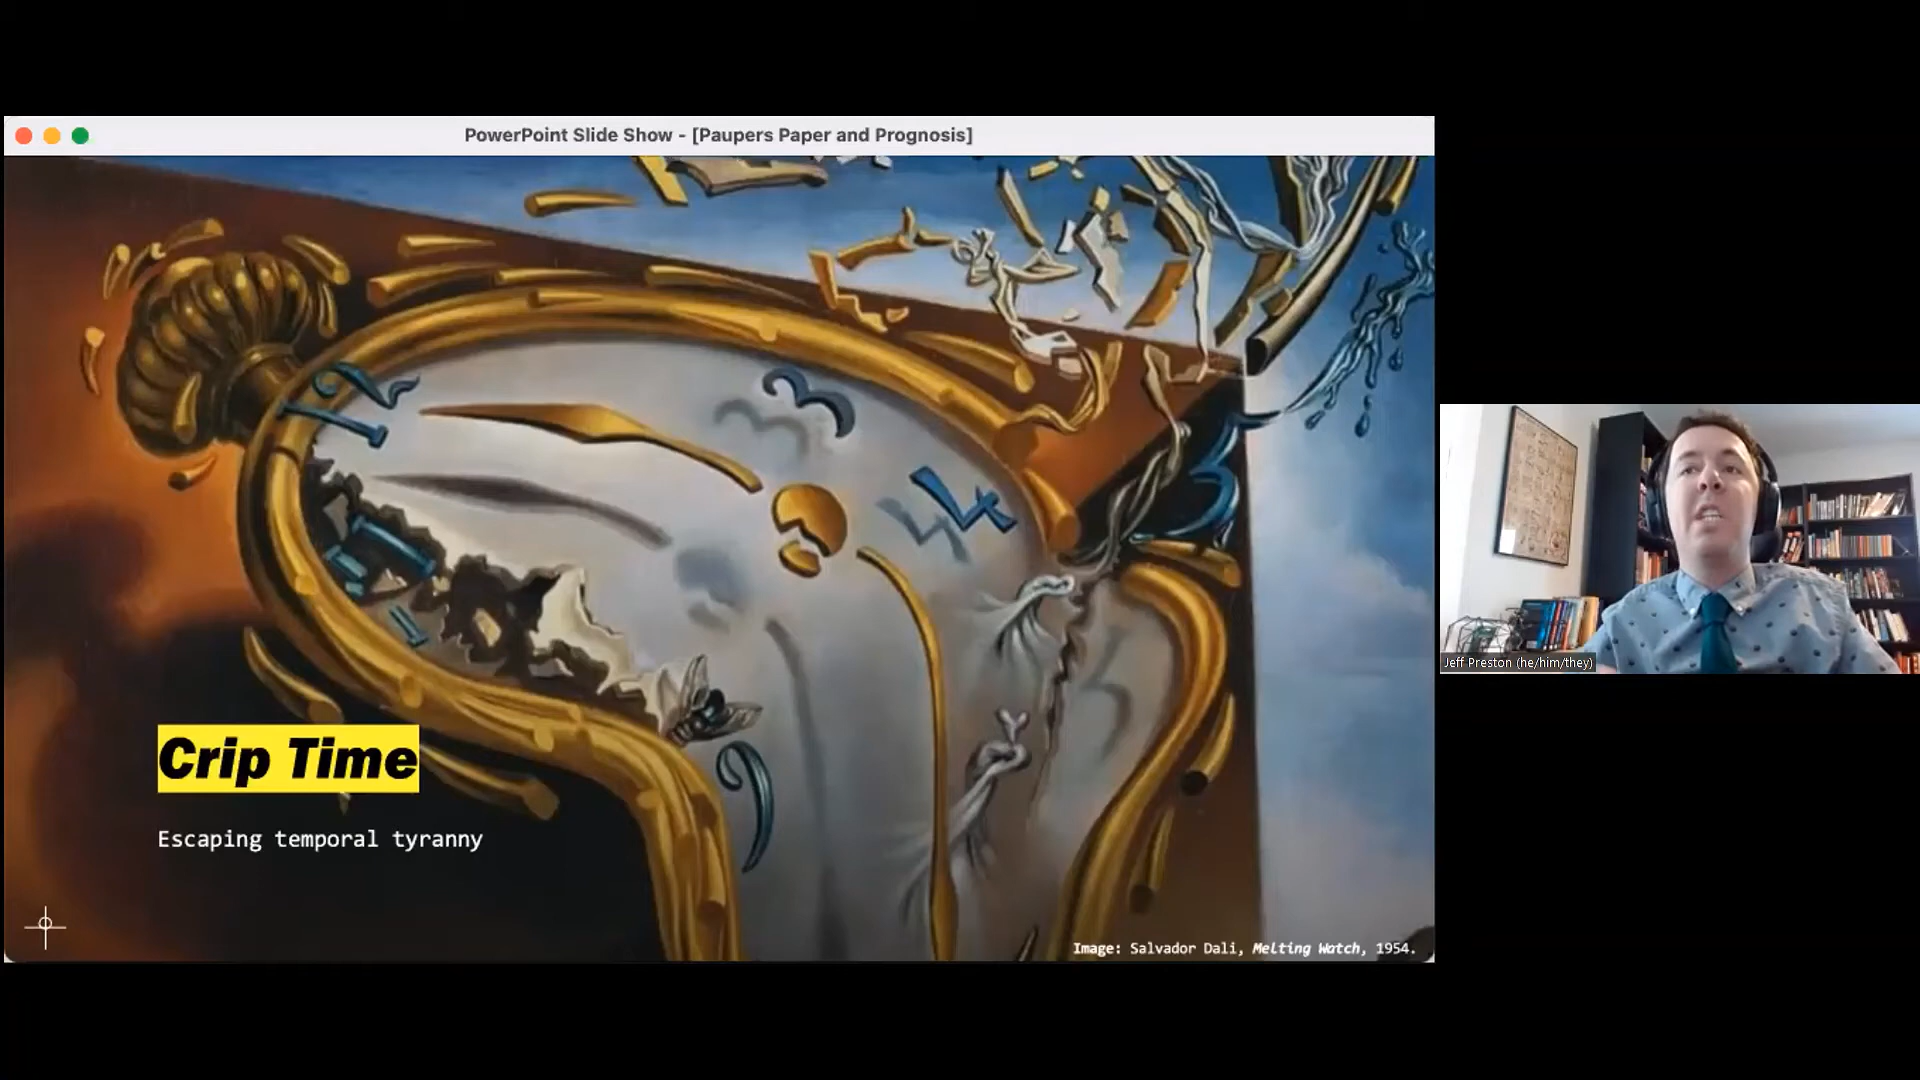 PowerPoint Slide Show - [Paupers Paper and Prognosis]
Crip Time
Escaping temporal tyranny
Image: Salvador Dali, Melting Watch, 1954.
Jeff Preston (he/him/they)